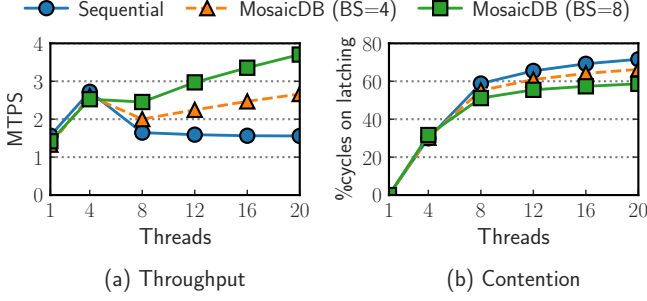 Sequential MosaicDB (BS=4) MosaicDB (BS=8)
MTPS
4
3
2
1
0
1 4 8 12 16 20
Threads
(a) Throughput
%cycles on latching
80
60
40
20
0
1 4 8 12 16 20
Threads
(b) Contention